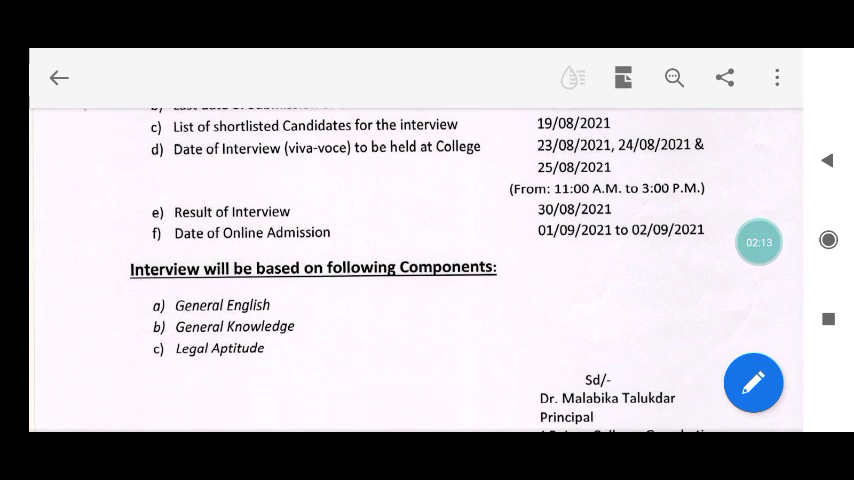 c) List of shortlisted Candidates for the interview 19/08/2021
d) Date of Interview (viva-voce) to be held at College 23/08/2021, 24/08/2021 &
25/08/2021
(From: 11:00 A.M. to 3:00 P.M.)
e) Result of Interview 30/08/2021
f) Date of Online Admission 01/09/2021 to 02/09/2021
02:13
Interview will be based on following Components:
a) General English
b) General Knowledge
c) Legal Aptitude
Sd/-
Dr. Malabika Talukdar
Principal